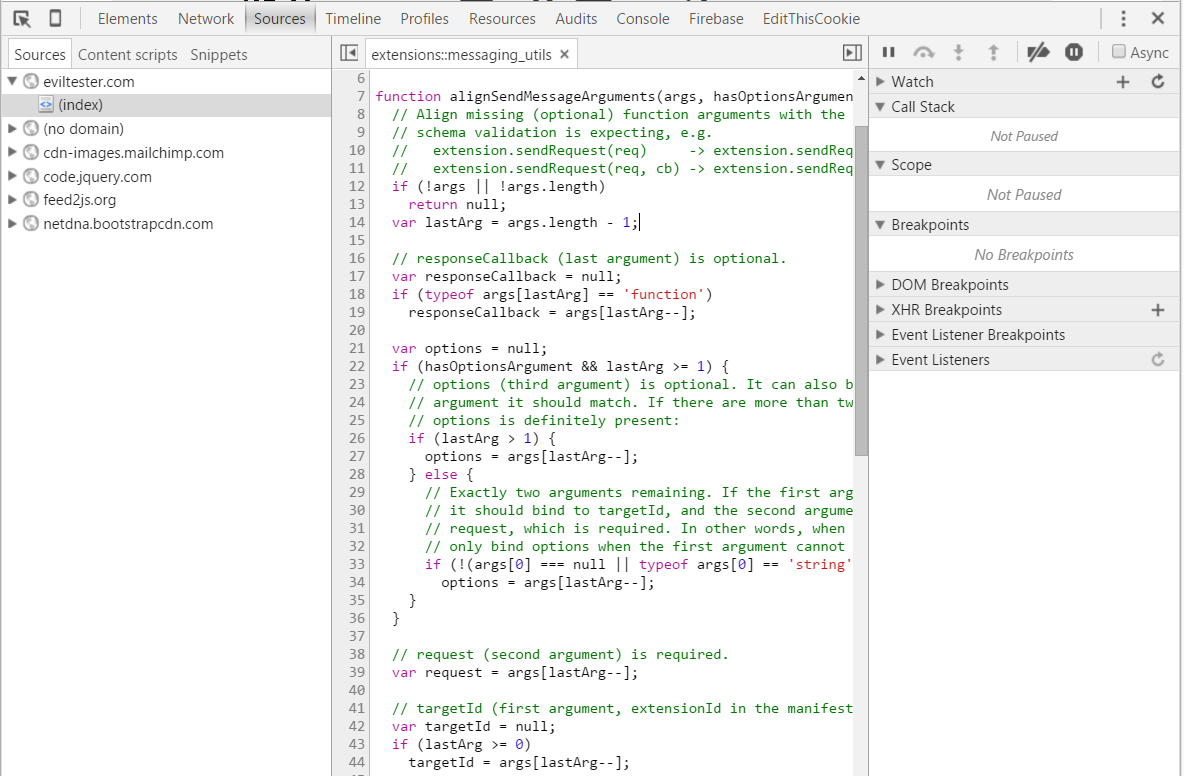 Elements Network Sources Timeline Profiles Resources Audits Console Firebase EditThisCookie
Sources Content scripts Snippets
eviltester.com
(index)
(no domain)
cdn-images.mailchimp.com
code.jquery.com
feed2js.org
netdna.bootstrapcdn.com
extensions::messaging_utils
6
7 function alignSendMessageArguments(args, hasOptionsArgumen
8 // Align missing (optional) function arguments with the
9 // schema validation is expecting, e.g.
10 //   extension.sendRequest(req)     -> extension.sendReq
11 //   extension.sendRequest(req, cb) -> extension.sendReq
12 if (!args || !args.length)
13 return null;
14 var lastArg = args.length - 1;
15
16 // responseCallback (last argument) is optional.
17 var responseCallback = null;
18 if (typeof args[lastArg] == 'function')
19 responseCallback = args[lastArg--];
20
21 var options = null;
22 if (hasOptionsArgument && lastArg >= 1) {
23 // options (third argument) is optional. It can also b
24 // argument it should match. If there are more than tw
25 // options is definitely present:
26 if (lastArg > 1) {
27 options = args[lastArg--];
28 } else {
29 // Exactly two arguments remaining. If the first arg
30 // it should bind to targetId, and the second argume
31 // request, which is required. In other words, when
32 // only bind options when the first argument cannot
33 if (!(args[0] === null || typeof args[0] == 'string'
34 options = args[lastArg--];
35 }
36 }
37
38 // request (second argument) is required.
39 var request = args[lastArg--];
40
41 // targetId (first argument, extensionId in the manifest
42 var targetId = null;
43 if (lastArg >= 0)
44 targetId = args[lastArg--];
Async
Watch
Call Stack
Not Paused
Scope
Not Paused
Breakpoints
No Breakpoints
DOM Breakpoints
XHR Breakpoints
Event Listener Breakpoints
Event Listeners